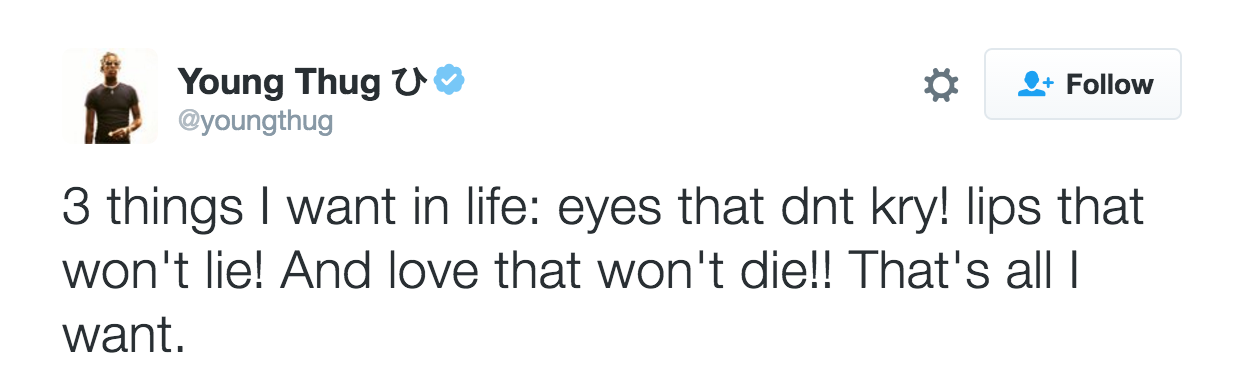 Young Thug ひ
@youngthug
Follow
3 things I want in life: eyes that dnt kry! lips that
won't lie! And love that won't die!! That's all I
want.